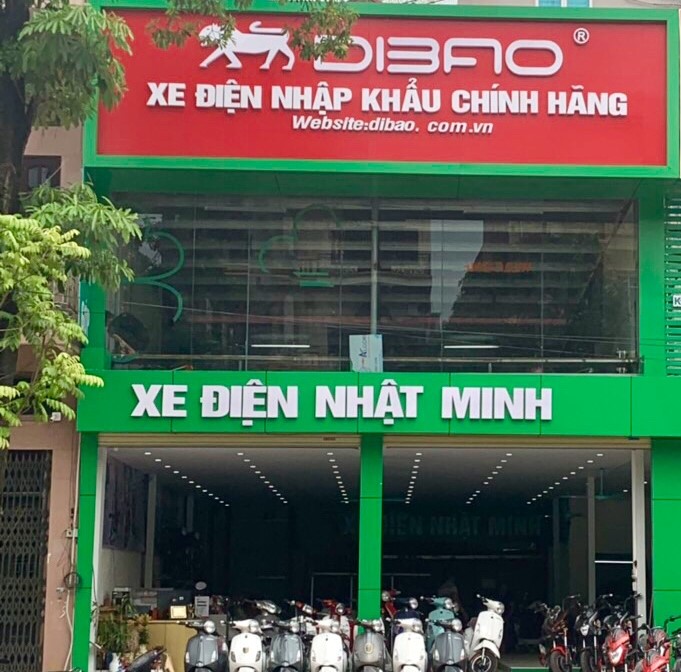 DIBAO ®
XE ĐIỆN NHẬP KHẨU CHÍNH HÃNG
Website:dibao. com.vn
XE ĐIỆN NHẬT MINH
XE ĐIỆN NHẬT MINH